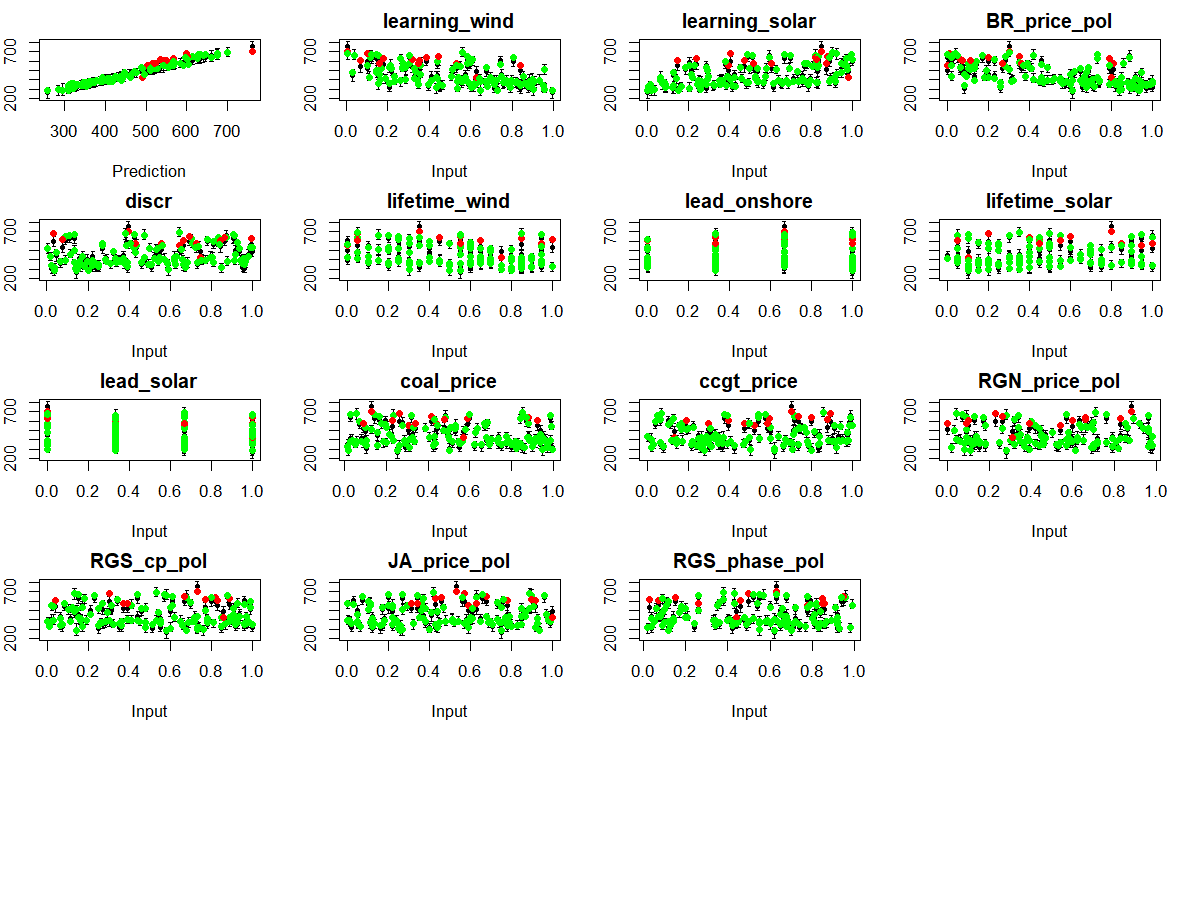 learning_wind learning_solar BR_price_pol
700 700 700 700
200 200 200 200
300 400 500 600 700 0.0 0.2 0.4 0.6 0.8 1.0 0.0 0.2 0.4 0.6 0.8 1.0 0.0 0.2 0.4 0.6 0.8 1.0
Prediction Input Input Input
discr lifetime_wind lead_onshore lifetime_solar
700 700 700 700
200 200 200 200
0.0 0.2 0.4 0.6 0.8 1.0 0.0 0.2 0.4 0.6 0.8 1.0 0.0 0.2 0.4 0.6 0.8 1.0 0.0 0.2 0.4 0.6 0.8 1.0
Input Input Input Input
lead_solar coal_price ccgt_price RGN_price_pol
700 700 700 700
200 200 200 200
0.0 0.2 0.4 0.6 0.8 1.0 0.0 0.2 0.4 0.6 0.8 1.0 0.0 0.2 0.4 0.6 0.8 1.0 0.0 0.2 0.4 0.6 0.8 1.0
Input Input Input Input
RGS_cp_pol JA_price_pol RGS_phase_pol
700 700 700
200 200 200
0.0 0.2 0.4 0.6 0.8 1.0 0.0 0.2 0.4 0.6 0.8 1.0 0.0 0.2 0.4 0.6 0.8 1.0
Input Input Input